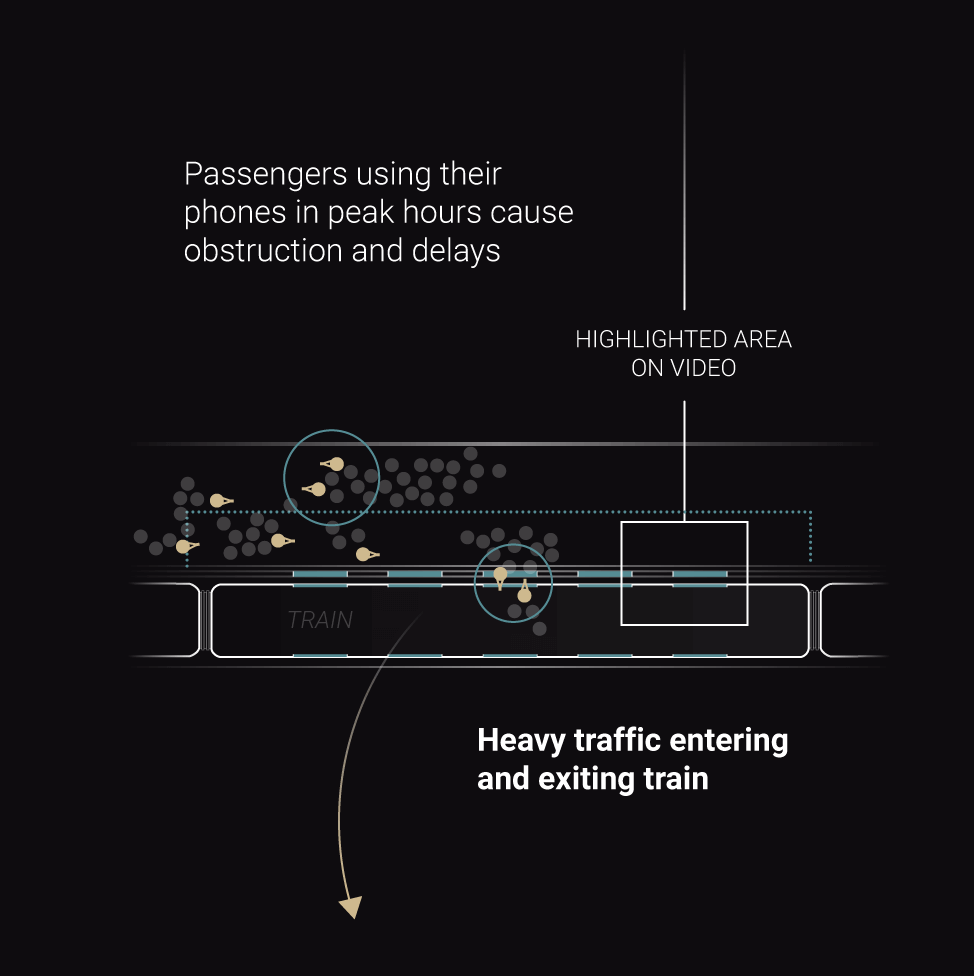 Passengers using their
phones in peak hours cause
obstruction and delays
HIGHLIGHTED AREA
ON VIDEO
TRAIN
Heavy traffic entering
and exiting train